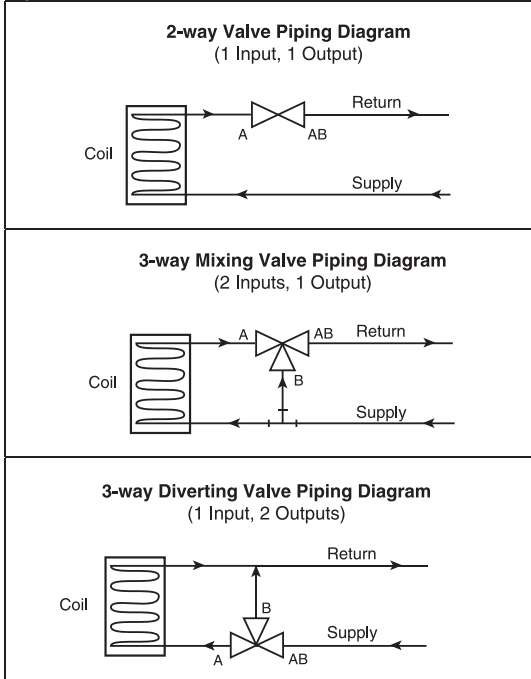 2-way Valve Piping Diagram
(1 Input, 1 Output)
Return
A
AB
Coil
Supply
3-way Mixing Valve Piping Diagram
(2 Inputs, 1 Output)
A
AB
Return
Coil
B
Supply
3-way Diverting Valve Piping Diagram
(1 Input, 2 Outputs)
Return
Coil
B
Supply
A
AB